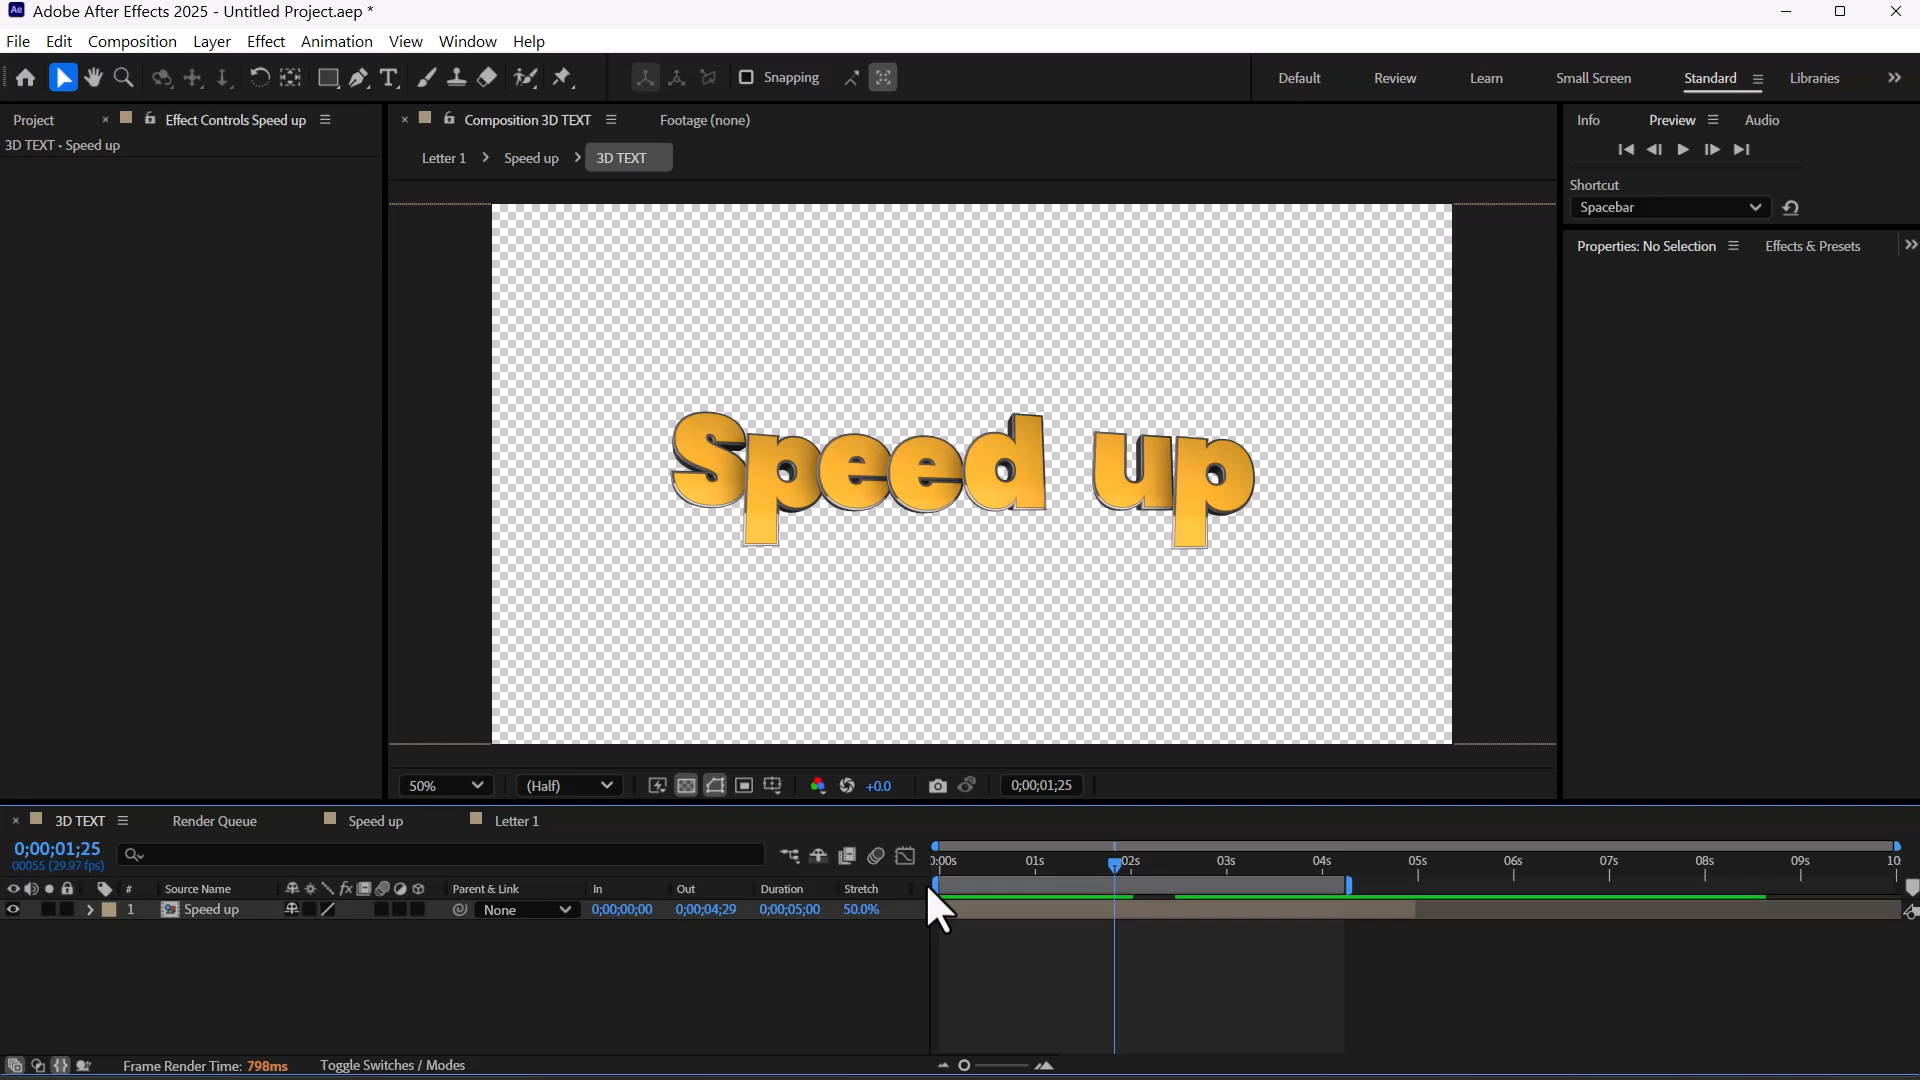 Ae Adobe After Effects 2025 - Untitled Project.aep *
File Edit Composition Layer Effect Animation View Window Help
Snapping Default Review Learn Small Screen Standard Libraries
Project × Effect Controls Speed up × Composition 3D TEXT Footage (none) Info Preview Audio
3D TEXT • Speed up
Letter 1 Speed up 3D TEXT
Shortcut
Spacebar
Properties: No Selection Effects & Presets
Speed up
50% (Half) +0.0 0;00;01;25
× 3D TEXT Render Queue Speed up Letter 1
0;00;01;25
00055 (29.97 fps)
01s 02s 03s 04s 05s 06s 07s 08s 09s
# Source Name Parent & Link In Out Duration Stretch
1 Speed up None 0;00;00;00 0;00;04;29 0;00;05;00 50.0%
Frame Render Time: 798ms Toggle Switches / Modes